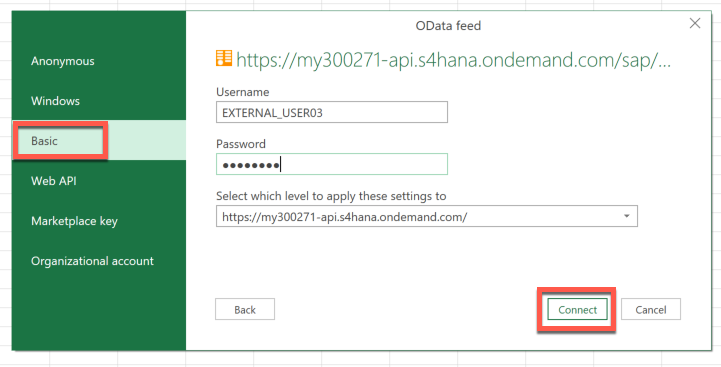 OData feed
Anonymous
Windows
Basic
Web API
Marketplace key
Organizational account
https://my300271-api.s4hana.ondemand.com/sap/...
Username
EXTERNAL_USER03
Password
●●●●●●●●
Select which level to apply these settings to
https://my300271-api.s4hana.ondemand.com/
Back
Connect
Cancel